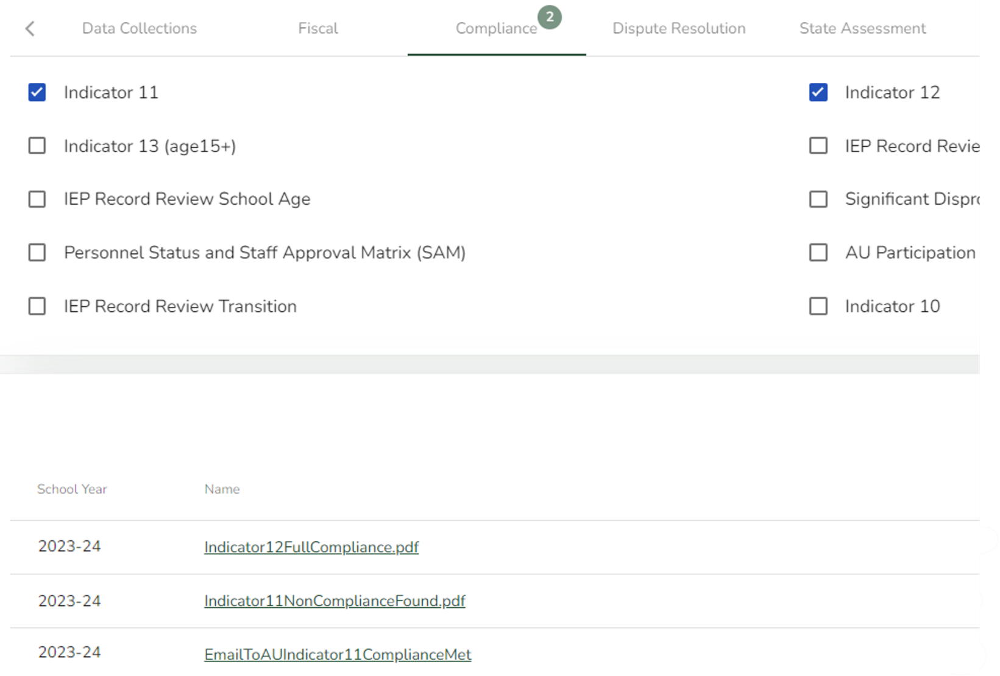 Data Collections Fiscal Compliance 2 Dispute Resolution State Assessment
Indicator 11 Indicator 12
Indicator 13 (age15+) IEP Record Revie
IEP Record Review School Age Significant Dispro
Personnel Status and Staff Approval Matrix (SAM) AU Participation
IEP Record Review Transition Indicator 10
School Year Name
2023-24 Indicator12FullCompliance.pdf
2023-24 Indicator11NonComplianceFound.pdf
2023-24 EmailToAUIndicator11ComplianceMet